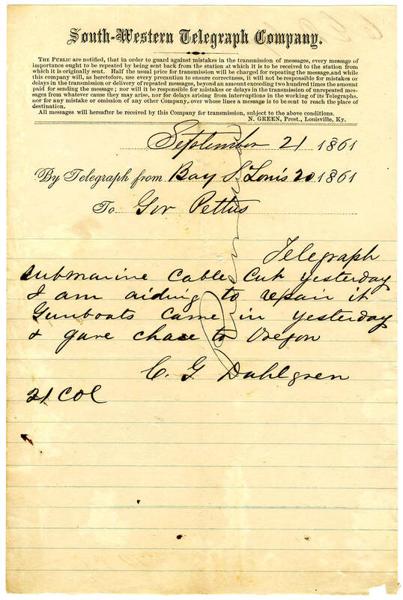 South-Western Telegraph Company.
THE PUBLIC are notified, that in order to guard against mistakes in the transmission of messages, every message of
importance ought to be repeated by being sent back from the station at which it is to be received to the station from
which it is originally sent. Half the usual price for transmission will be charged for repeating the message, and while
this company will, as heretofore, use every precaution to ensure correctness, it will not be responsible for mistakes or
delays in the transmission or delivery of repeated messages, beyond an amount exceeding two hundred times the amount
paid for sending the message; nor will it be responsible for mistakes or delays in the transmission of unrepeated mes-
sages from whatever cause they may arise, nor for delays arising from interruptions in the working of its Telegraphs,
nor for any mistake or omission of any other Company, over whose lines a message is to be sent to reach the place of
destination.
All messages will hereafter be received by this Company for transmission, subject to the above conditions.
N. GREEN, Prest., Louisville, Ky.
September 21 1861
By Telegraph from Bay St Louis 20 1861
To Gov Pettus
Telegraph
submarine cable cut yesterday
I am aiding to repair it
Gunboats came in yesterday
& gave chase to Oregon
C. G Dahlgren
21 Col